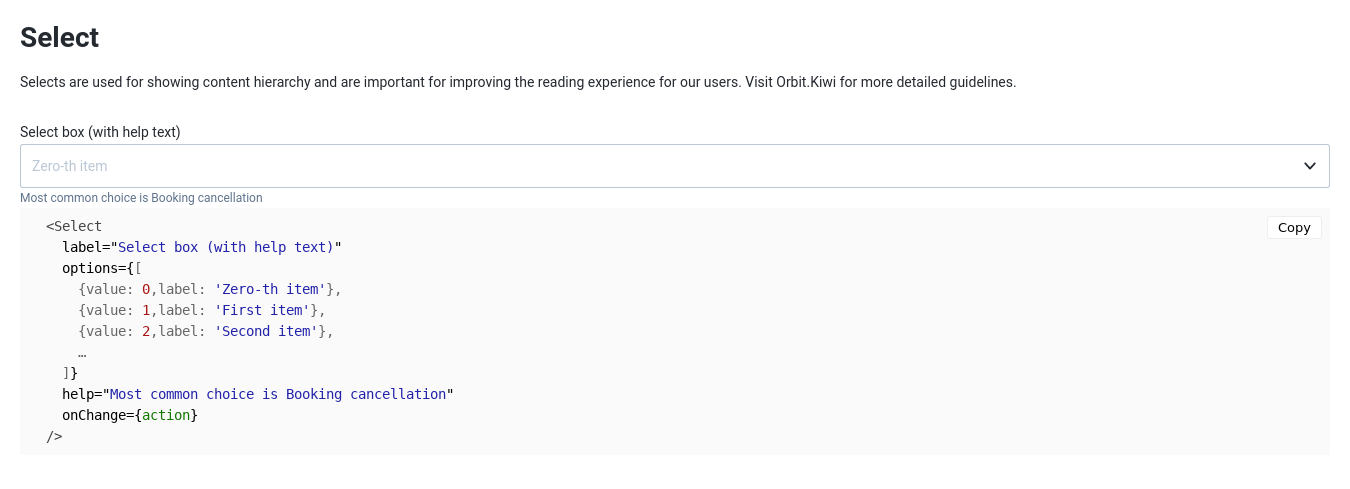 Select
Selects are used for showing content hierarchy and are important for improving the reading experience for our users. Visit Orbit.Kiwi for more detailed guidelines.
Select box (with help text)
Zero-th item
Most common choice is Booking cancellation
Copy
<Select
  label="Select box (with help text)"
  options={[
    {value: 0,label: 'Zero-th item'},
    {value: 1,label: 'First item'},
    {value: 2,label: 'Second item'},
    …
  ]}
  help="Most common choice is Booking cancellation"
  onChange={action}
/>